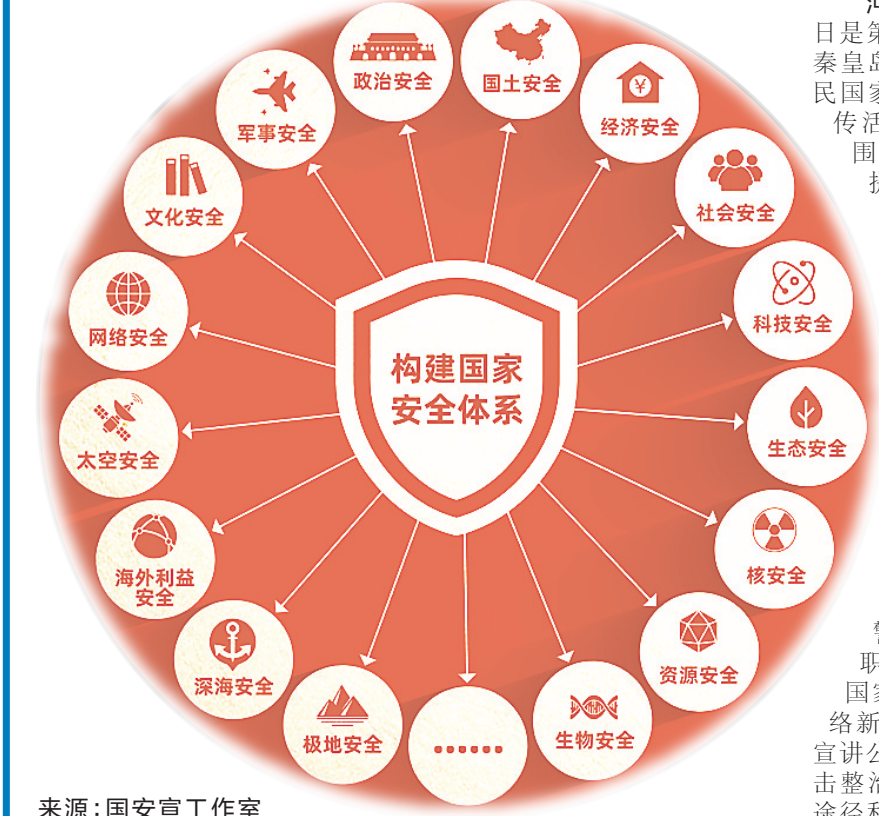 政治安全
国土安全
经济安全
社会安全
科技安全
生态安全
核安全
资源安全
生物安全
......
极地安全
深海安全
海外利益
安全
太空安全
网络安全
文化安全
军事安全
构建国家
安全体系
¥
来源:国安宣工作室
日是第
秦皇岛
民国家
传活
围
职
国家
络新
宣讲公
击整治
途径和